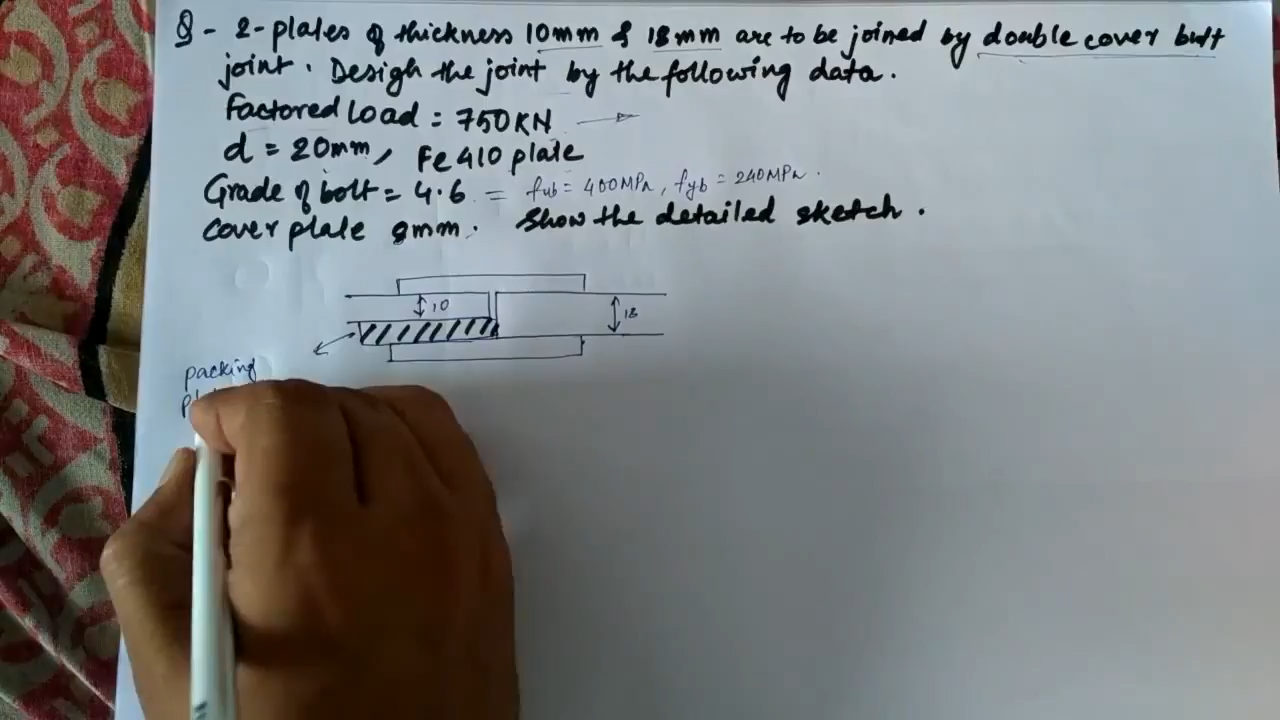 Q - 2-plates of thickness 10mm & 18mm are to be joined by double cover butt
joint. Design the joint by the following data.
Factored Load = 750KN
d = 20mm, Fe410 plate
Grade of bolt = 4.6 = fub = 400MPa, fyb = 240MPa.
cover plate 8mm. Show the detailed sketch.
10
18
packing